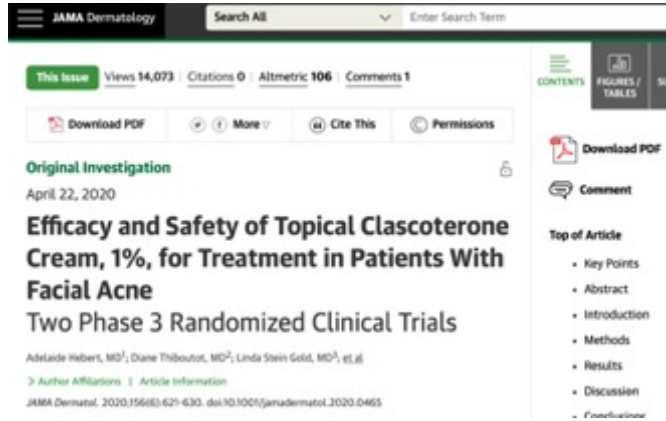 JAMA Dermatology
Search All
Enter Search Term
This Issue Views 14,073 | Citations 0 | Altmetric 106 | Comments 1
Download PDF
More
Cite This
Permissions
Original Investigation
April 22, 2020
Efficacy and Safety of Topical Clascoterone
Cream, 1%, for Treatment in Patients With
Facial Acne
Two Phase 3 Randomized Clinical Trials
Adelaide Hebert, MD1; Diane Thiboutot, MD2; Linda Stein Gold, MD3; et al
> Author Affiliations | Article Information
JAMA Dermatol. 2020;156(6):621-630. doi:10.1001/jamadermatol.2020.0465
CONTENTS
FIGURES /
TABLES
Download PDF
Comment
Top of Article
• Key Points
• Abstract
• Introduction
• Methods
• Results
• Discussion
• Conclusions